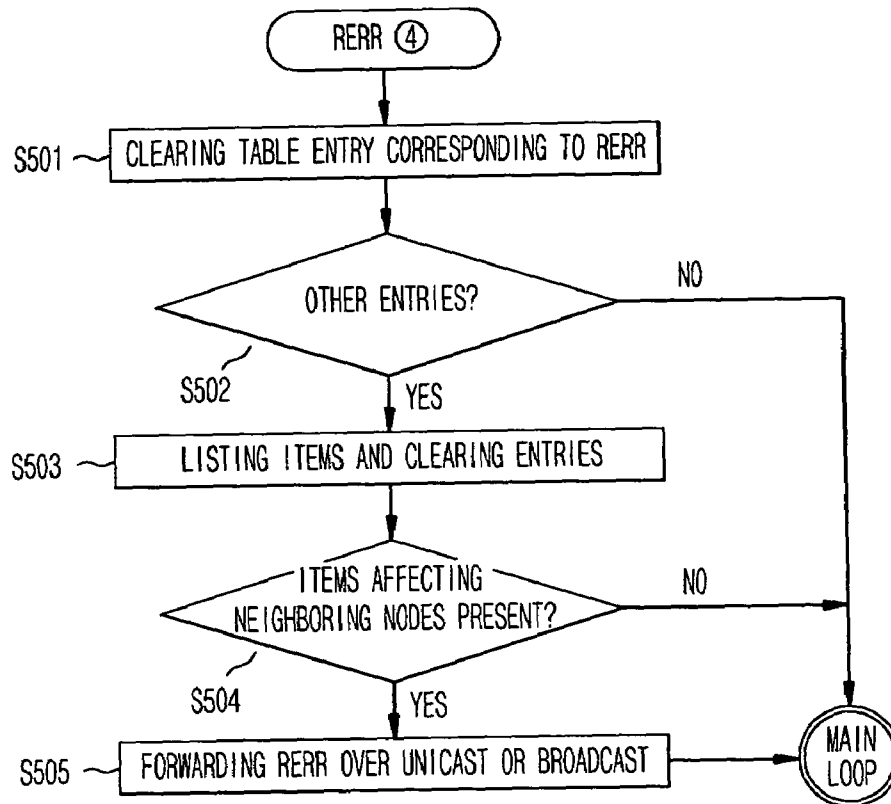 RERR ④
S501
CLEARING TABLE ENTRY CORRESPONDING TO RERR
OTHER ENTRIES?
NO
S502
YES
S503
LISTING ITEMS AND CLEARING ENTRIES
ITEMS AFFECTING
NEIGHBORING NODES PRESENT?
NO
S504
YES
S505
FORWARDING RERR OVER UNICAST OR BROADCAST
MAIN
LOOP